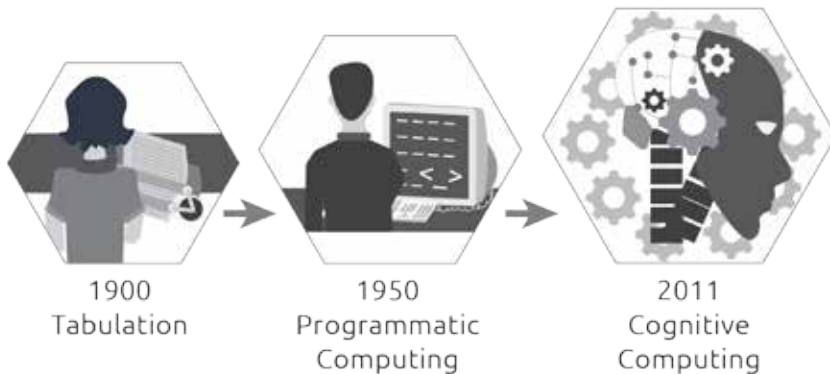 1900
Tabulation
1950
Programmatic
Computing
2011
Cognitive
Computing